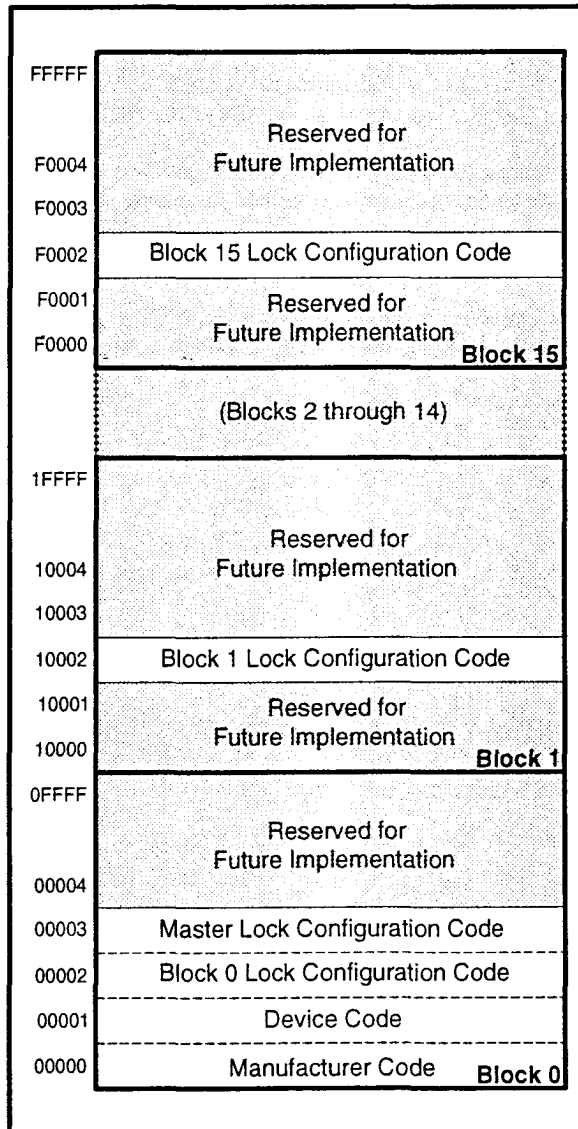 FFFFF
Reserved for
Future Implementation
F0004
F0003
F0002 Block 15 Lock Configuration Code
F0001 Reserved for
Future Implementation
F0000 Block 15
(Blocks 2 through 14)
1FFFF
Reserved for
Future Implementation
10004
10003
10002 Block 1 Lock Configuration Code
10001 Reserved for
Future Implementation
10000 Block 1
0FFFF
Reserved for
Future Implementation
00004
00003 Master Lock Configuration Code
00002 Block 0 Lock Configuration Code
00001 Device Code
00000 Manufacturer Code Block 0